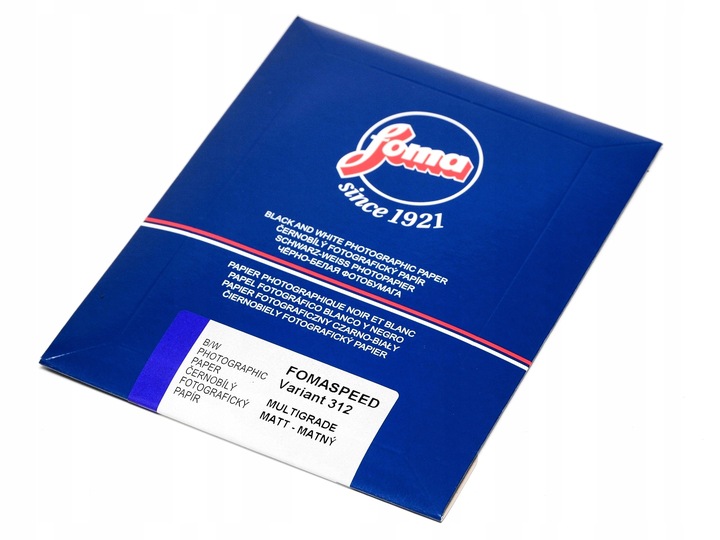 foma
since 1921
BLACK AND WHITE PHOTOGRAPHIC PAPER
ČERNOBÍLÝ FOTOGRAFICKÝ PAPÍR
SCHWARZ-WEISS PHOTOPAPIER
ЧЁРНО-БЕЛАЯ ФОТОБУМАГА
PAPIER PHOTOGRAPHIQUE NOIR ET BLANC
PAPEL FOTOGRÁFICO BLANCO Y NEGRO
PAPIER FOTOGRAFICZNY CZARNO-BIAŁY
ČIERNOBIELY FOTOGRAFICKÝ PAPIER
B/W
PHOTOGRAPHIC
PAPER
ČERNOBÍLÝ
FOTOGRAFICKÝ
PAPÍR
FOMASPEED
Variant 312
MULTIGRADE
MATT - MATNÝ